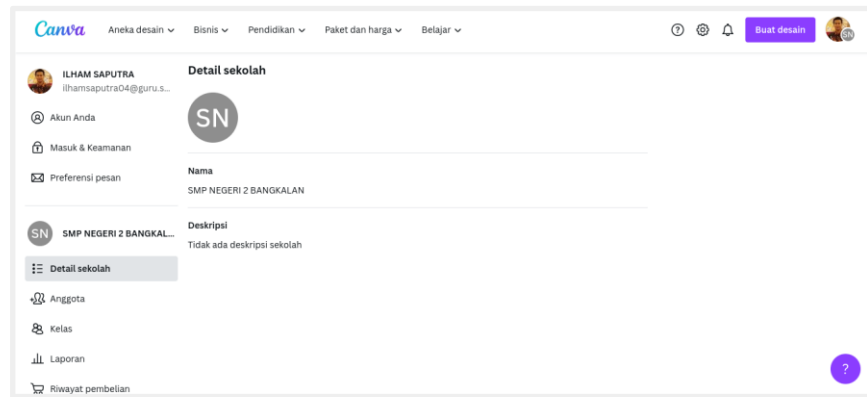 Canva
Aneka desain
Bisnis
Pendidikan
Paket dan harga
Belajar
?
Buat desain
SN
ILHAM SAPUTRA
ilhamsaputra04@guru.s...
Akun Anda
Masuk & Keamanan
Preferensi pesan
SN
SMP NEGERI 2 BANGKAL...
Detail sekolah
Anggota
Kelas
Laporan
Riwayat pembelian
Detail sekolah
SN
Nama
SMP NEGERI 2 BANGKALAN
Deskripsi
Tidak ada deskripsi sekolah
?